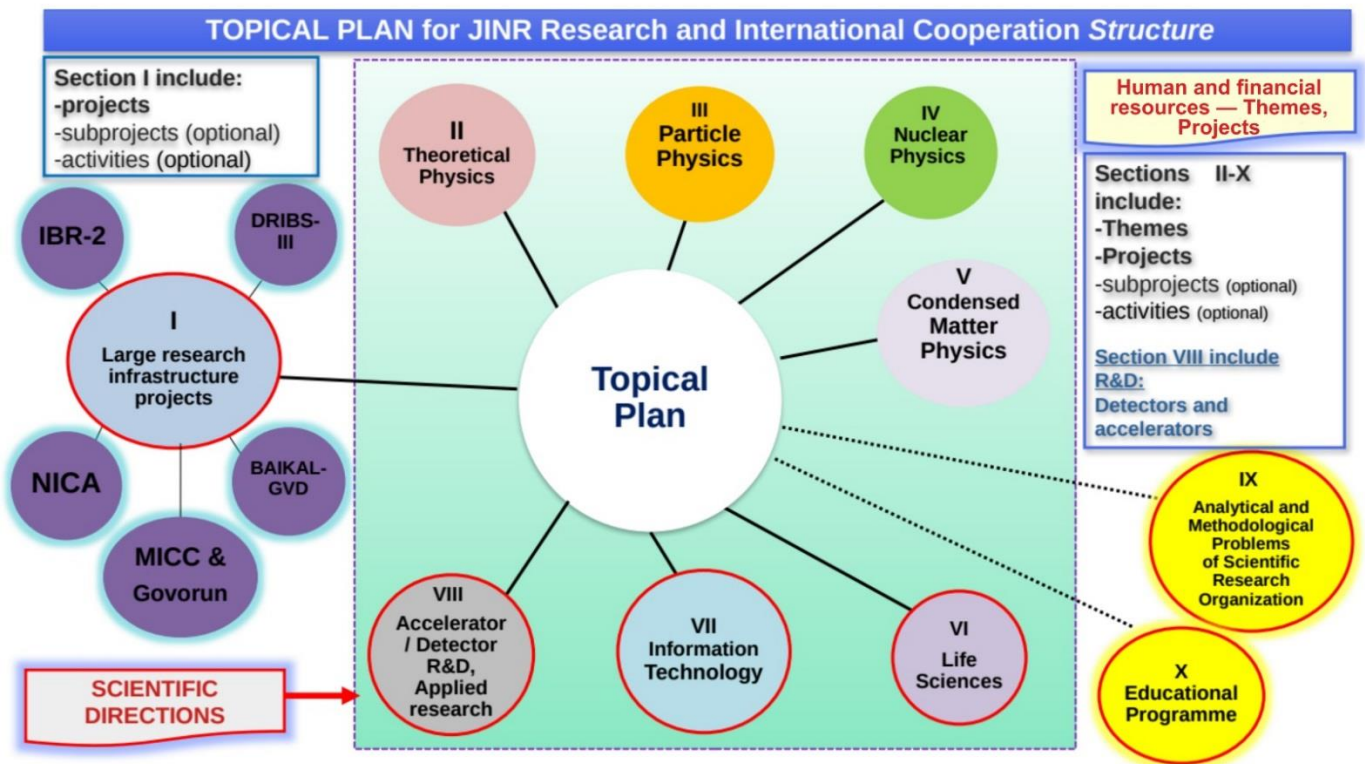 TOPICAL PLAN for JINR Research and International Cooperation Structure
Section I include:
-projects
-subprojects (optional)
-activities (optional)
IBR-2
DRIBS-
III
I
Large research
infrastructure
projects
NICA
BAIKAL-
GVD
MICC &
Govorun
SCIENTIFIC
DIRECTIONS
II
Theoretical
Physics
III
Particle
Physics
IV
Nuclear
Physics
V
Condensed
Matter
Physics
Topical
Plan
VIII
Accelerator
/ Detector
R&D,
Applied
research
VII
Information
Technology
VI
Life
Sciences
Human and financial
resources — Themes,
Projects
Sections II-X
include:
-Themes
-Projects
-subprojects (optional)
-activities (optional)
Section VIII include
R&D:
Detectors and
accelerators
IX
Analytical and
Methodological
Problems
of Scientific
Research
Organization
X
Educational
Programme